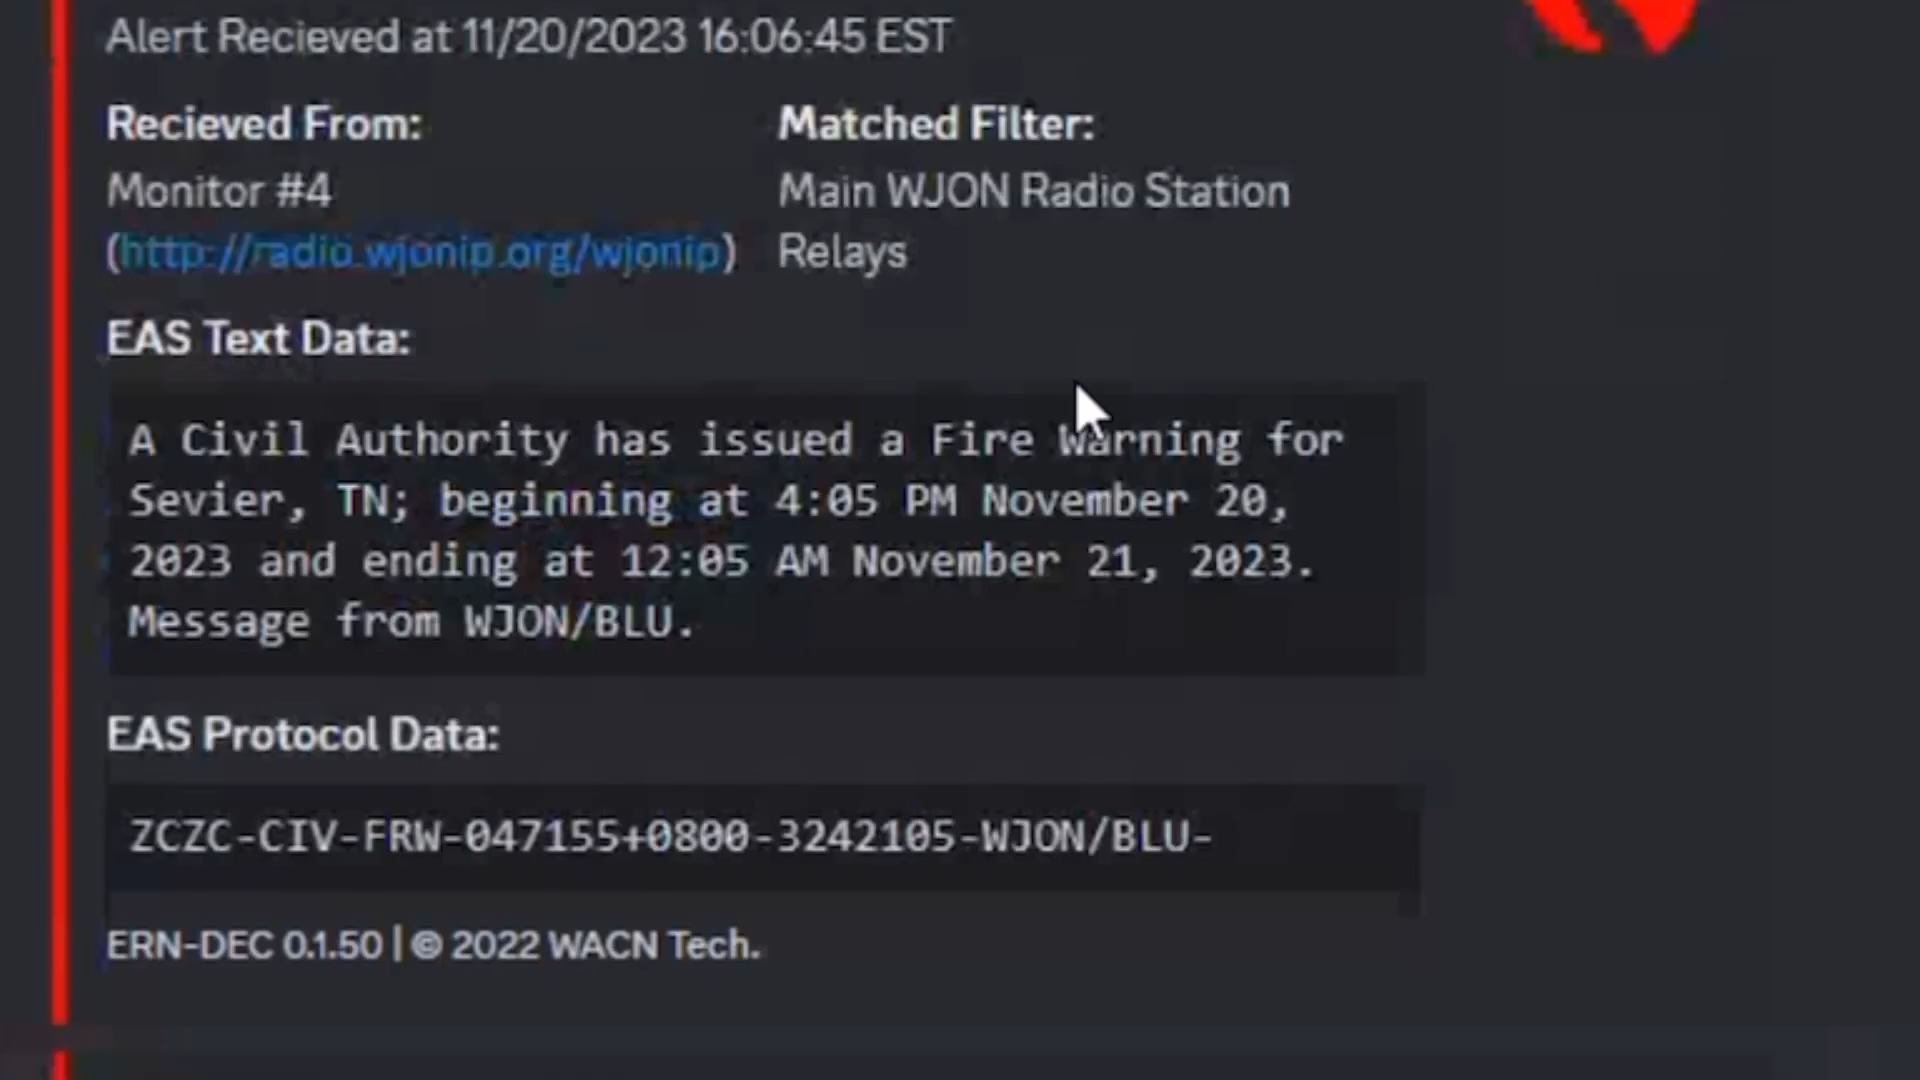 Alert Recieved at 11/20/2023 16:06:45 EST
Recieved From:
Monitor #4
(http://radio.wjonip.org/wjonip)
Matched Filter:
Main WJON Radio Station
Relays
EAS Text Data:
A Civil Authority has issued a Fire Warning for
Sevier, TN; beginning at 4:05 PM November 20,
2023 and ending at 12:05 AM November 21, 2023.
Message from WJON/BLU.
EAS Protocol Data:
ZCZC-CIV-FRW-047155+0800-3242105-WJON/BLU-
ERN-DEC 0.1.50 | © 2022 WACN Tech.